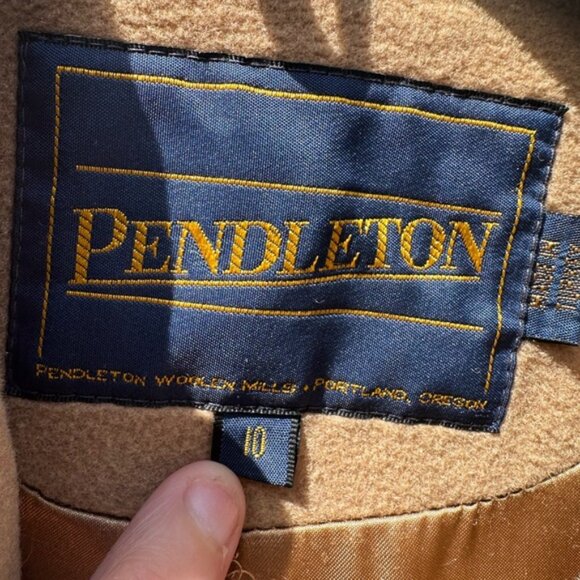 PENDLETON
PENDLETON WOOLEN MILLS • PORTLAND, OREGON
10